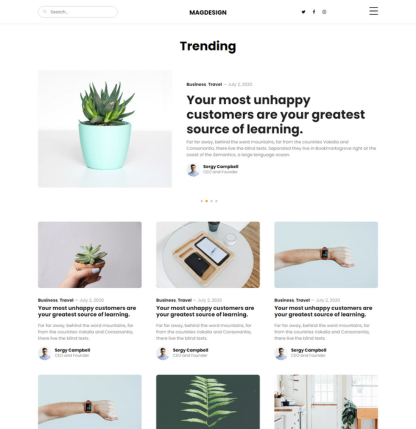 Search...
MAGDESIGN
Trending
Business, Travel — July 2, 2020
Your most unhappy
customers are your greatest
source of learning.
Far far away, behind the word mountains, far from the countries Vokalia and
Consonantia, there live the blind texts. Separated they live in Bookmarksgrove right at the
coast of the Semantics, a large language ocean.
Sergy Campbell
CEO and Founder
Business, Travel — July 2, 2020
Your most unhappy customers are
your greatest source of learning.
Far far away, behind the word mountains, far
from the countries Vokalia and Consonantia,
there live the blind texts.
Sergy Campbell
CEO and Founder
Business, Travel — July 2, 2020
Your most unhappy customers are
your greatest source of learning.
Far far away, behind the word mountains, far
from the countries Vokalia and Consonantia,
there live the blind texts.
Sergy Campbell
CEO and Founder
Business, Travel — July 2, 2020
Your most unhappy customers are
your greatest source of learning.
Far far away, behind the word mountains, far
from the countries Vokalia and Consonantia,
there live the blind texts.
Sergy Campbell
CEO and Founder